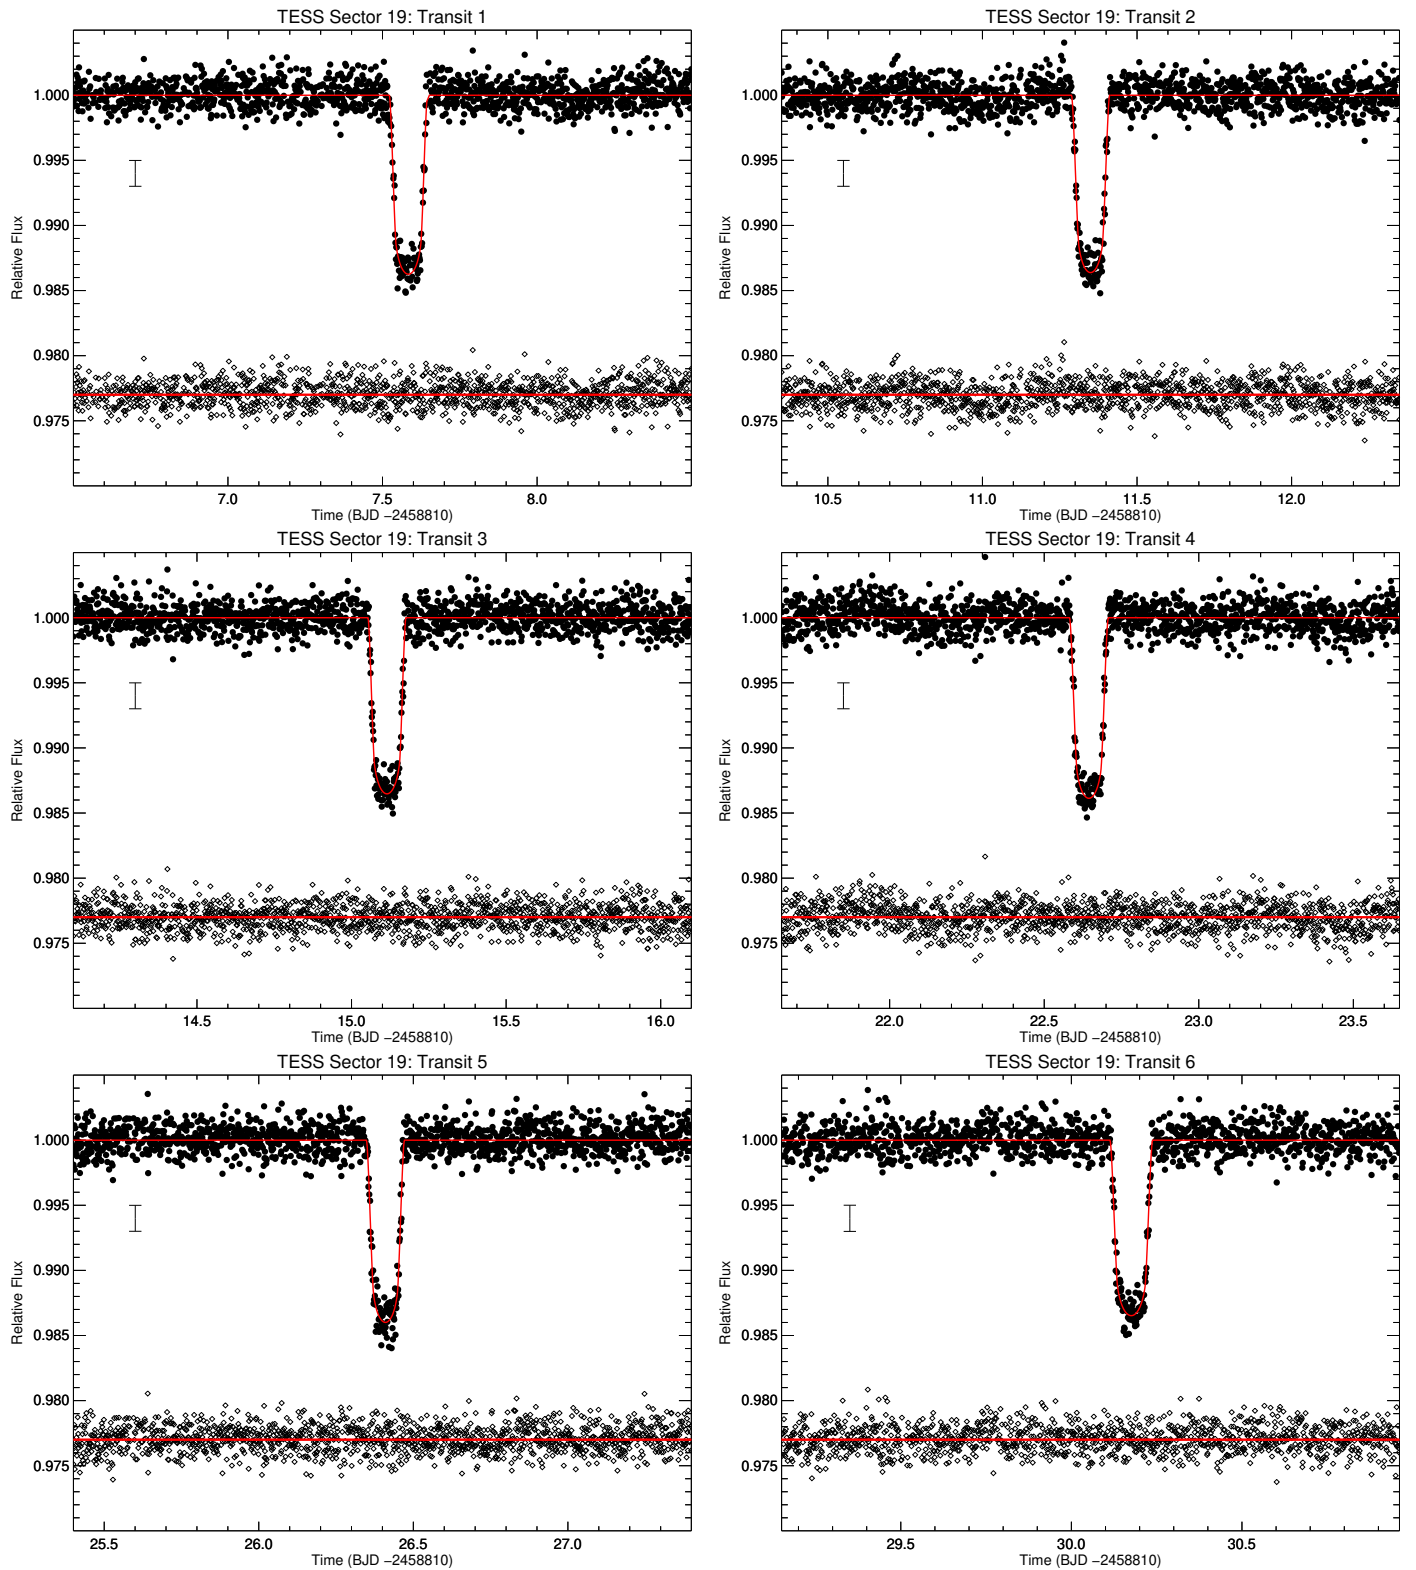 TESS Sector 19: Transit 1
Relative Flux
1.000
0.995
0.990
0.985
0.980
0.975
7.0 7.5 8.0
Time (BJD −2458810)
TESS Sector 19: Transit 2
Relative Flux
1.000
0.995
0.990
0.985
0.980
0.975
10.5 11.0 11.5 12.0
Time (BJD −2458810)
TESS Sector 19: Transit 3
Relative Flux
1.000
0.995
0.990
0.985
0.980
0.975
14.5 15.0 15.5 16.0
Time (BJD −2458810)
TESS Sector 19: Transit 4
Relative Flux
1.000
0.995
0.990
0.985
0.980
0.975
22.0 22.5 23.0 23.5
Time (BJD −2458810)
TESS Sector 19: Transit 5
Relative Flux
1.000
0.995
0.990
0.985
0.980
0.975
25.5 26.0 26.5 27.0
Time (BJD −2458810)
TESS Sector 19: Transit 6
Relative Flux
1.000
0.995
0.990
0.985
0.980
0.975
29.5 30.0 30.5
Time (BJD −2458810)